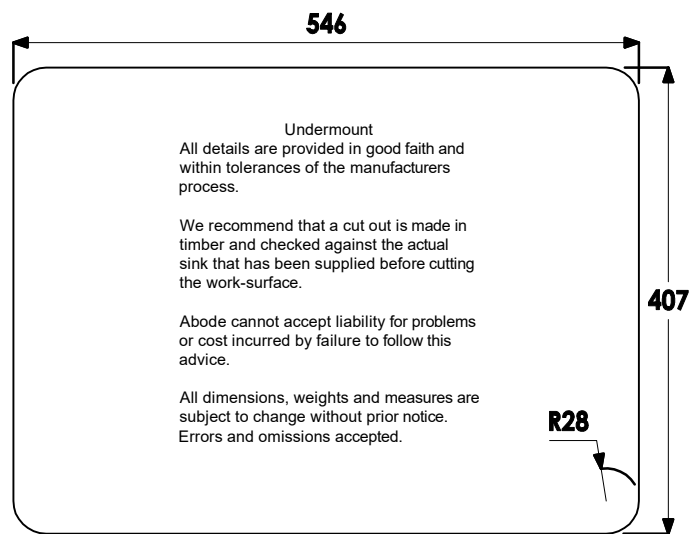 546
Undermount
All details are provided in good faith and
within tolerances of the manufacturers
process.
We recommend that a cut out is made in
timber and checked against the actual
sink that has been supplied before cutting
the work-surface.
407
Abode cannot accept liability for problems
or cost incurred by failure to follow this
advice.
All dimensions, weights and measures are
subject to change without prior notice.
Errors and omissions accepted.
R28